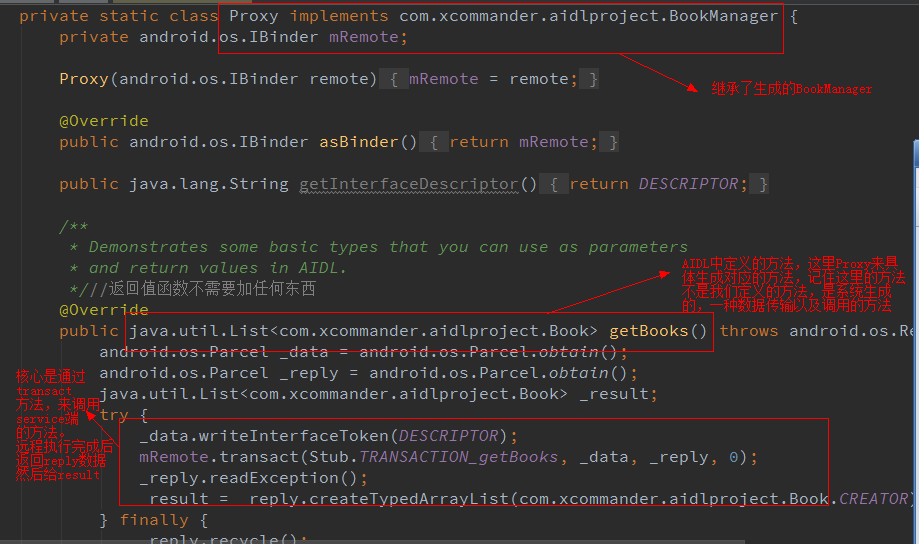 private static class Proxy implements com.xcommander.aidlproject.BookManager {
private android.os.IBinder mRemote;
Proxy(android.os.IBinder remote) { mRemote = remote; }
继承了生成的BookManager
@Override
public android.os.IBinder asBinder() { return mRemote; }
public java.lang.String getInterfaceDescriptor() { return DESCRIPTOR; }
/**
* Demonstrates some basic types that you can use as parameters
* and return values in AIDL.
*///返回值函数不需要加任何东西
AIDL中定义的方法，这里Proxy来具
体生成对应的方法，记住这里的方法
不是我们定义的方法，是系统生成
的，一种数据传输以及调用的方法
@Override
public java.util.List<com.xcommander.aidlproject.Book> getBooks() throws android.os.Re
android.os.Parcel _data = android.os.Parcel.obtain();
android.os.Parcel _reply = android.os.Parcel.obtain();
java.util.List<com.xcommander.aidlproject.Book> _result;
核心是通过
transact
方法，来调用
service端
的方法。
远程执行完成后
返回reply数据
然后给result
try {
_data.writeInterfaceToken(DESCRIPTOR);
mRemote.transact(Stub.TRANSACTION_getBooks, _data, _reply, 0);
_reply.readException();
_result = _reply.createTypedArrayList(com.xcommander.aidlproject.Book.CREATOR)
} finally {
_reply.recycle();